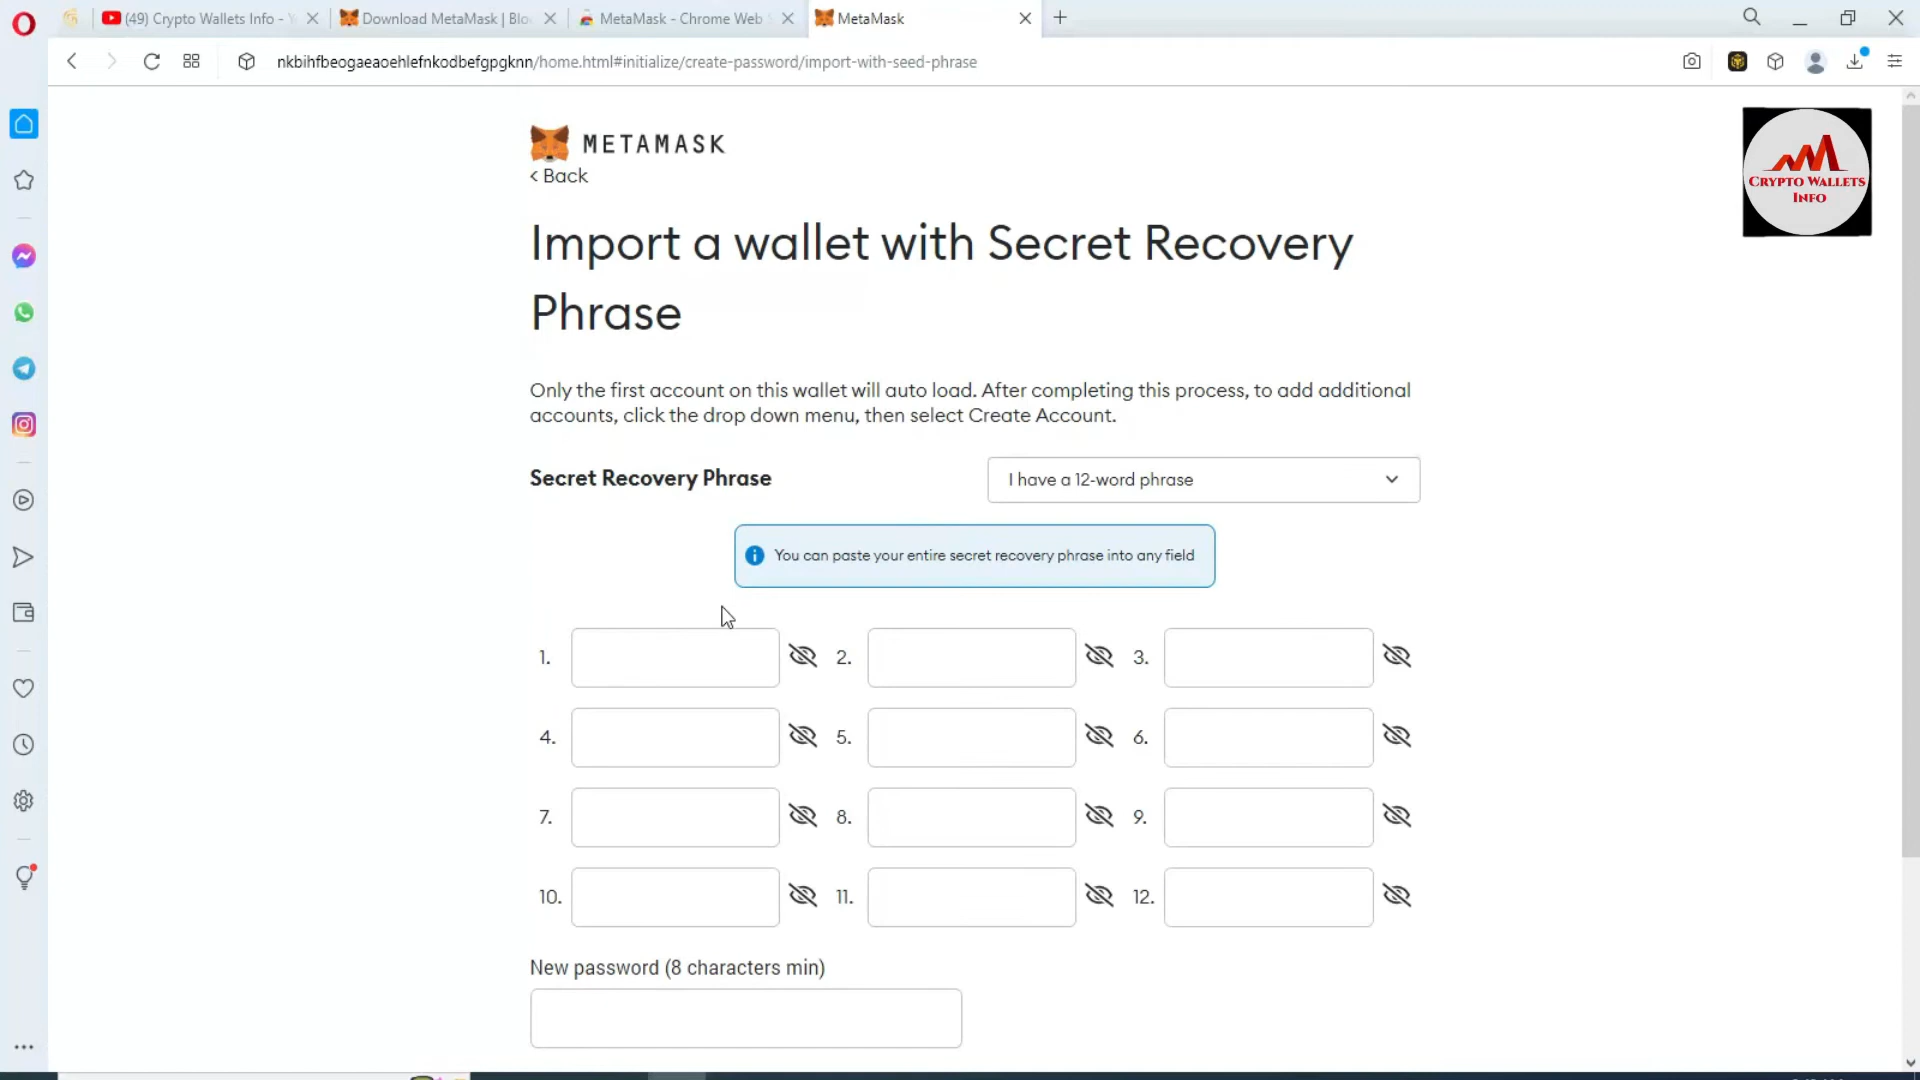 (49) Crypto Wallets Info -
Download MetaMask | Blo
MetaMask - Chrome Web
MetaMask
nkbihfbeogaeaoehlefnkodbefgpgknn/home.html#initialize/create-password/import-with-seed-phrase
METAMASK
< Back
CRYPTO WALLETS
INFO
Import a wallet with Secret Recovery
Phrase
Only the first account on this wallet will auto load. After completing this process, to add additional
accounts, click the drop down menu, then select Create Account.
Secret Recovery Phrase
I have a 12-word phrase
You can paste your entire secret recovery phrase into any field
1. 2. 3.
4. 5. 6.
7. 8. 9.
10. 11. 12.
New password (8 characters min)